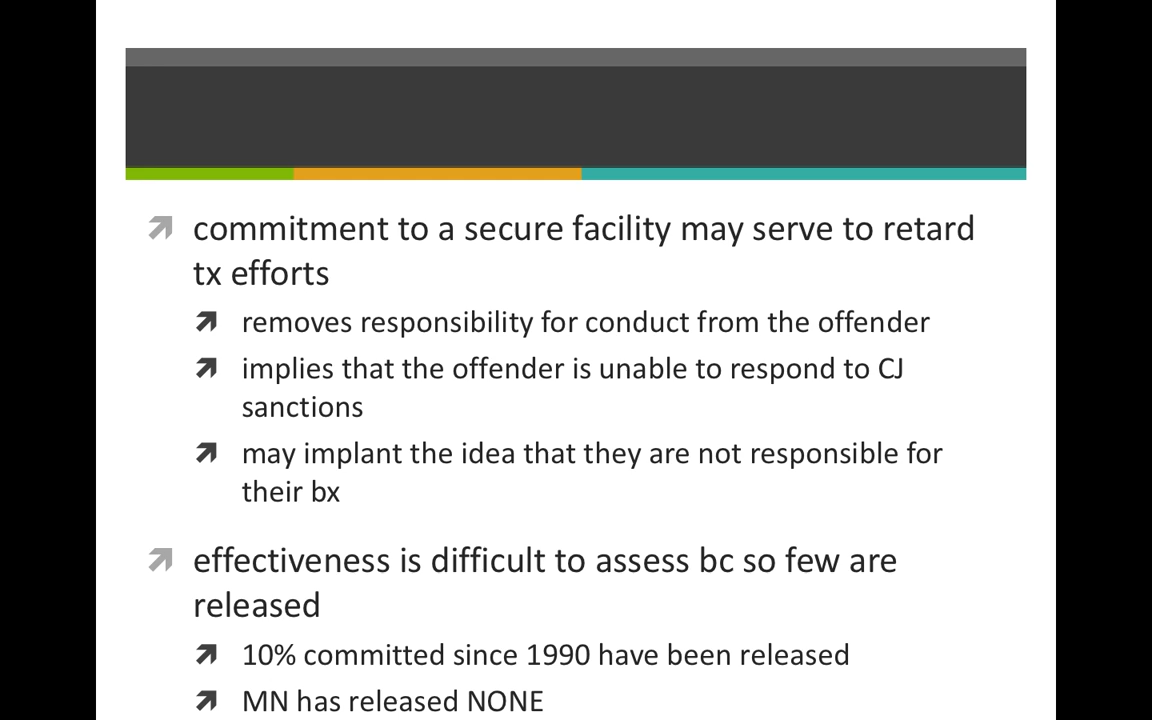 commitment to a secure facility may serve to retard
tx efforts
removes responsibility for conduct from the offender
implies that the offender is unable to respond to CJ
sanctions
may implant the idea that they are not responsible for
their bx
effectiveness is difficult to assess bc so few are
released
10% committed since 1990 have been released
MN has released NONE